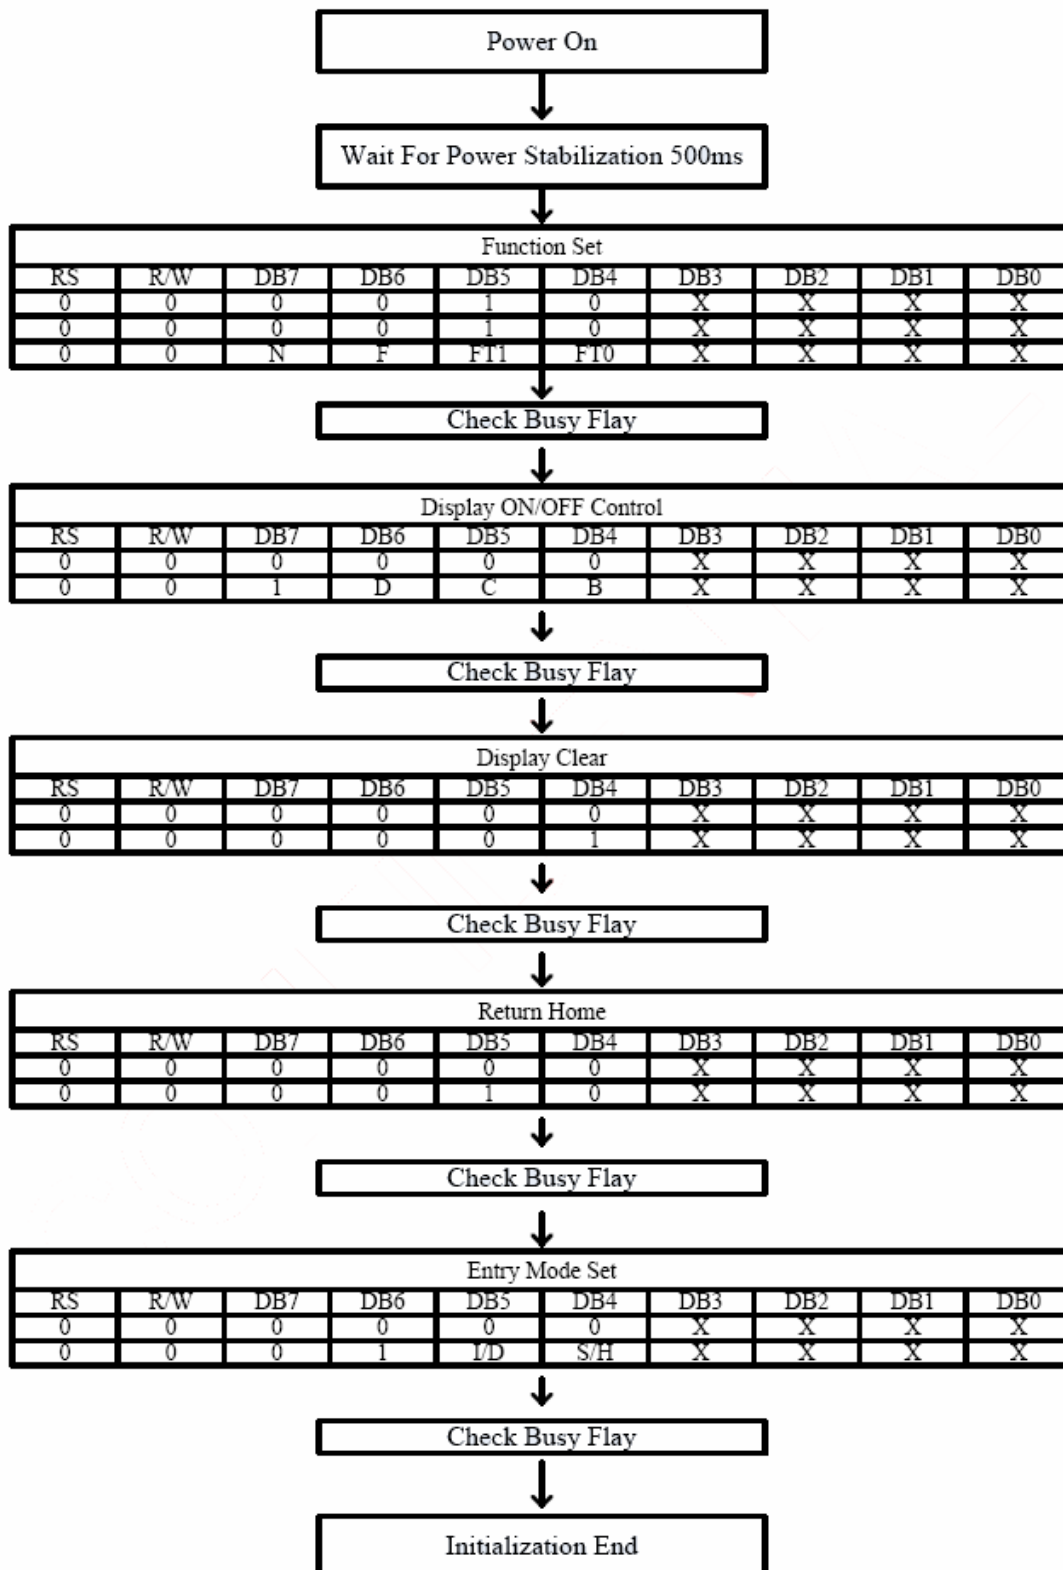 Power On
Wait For Power Stabilization 500ms
Function Set
RS R/W DB7 DB6 DB5 DB4 DB3 DB2 DB1 DB0
0 0 0 0 1 0 X X X X
0 0 0 0 1 0 X X X X
0 0 N F FT1 FT0 X X X X
Check Busy Flay
Display ON/OFF Control
RS R/W DB7 DB6 DB5 DB4 DB3 DB2 DB1 DB0
0 0 0 0 0 0 X X X X
0 0 1 D C B X X X X
Check Busy Flay
Display Clear
RS R/W DB7 DB6 DB5 DB4 DB3 DB2 DB1 DB0
0 0 0 0 0 0 X X X X
0 0 0 0 0 1 X X X X
Check Busy Flay
Return Home
RS R/W DB7 DB6 DB5 DB4 DB3 DB2 DB1 DB0
0 0 0 0 0 0 X X X X
0 0 0 0 1 0 X X X X
Check Busy Flay
Entry Mode Set
RS R/W DB7 DB6 DB5 DB4 DB3 DB2 DB1 DB0
0 0 0 0 0 0 X X X X
0 0 0 1 I/D S/H X X X X
Check Busy Flay
Initialization End